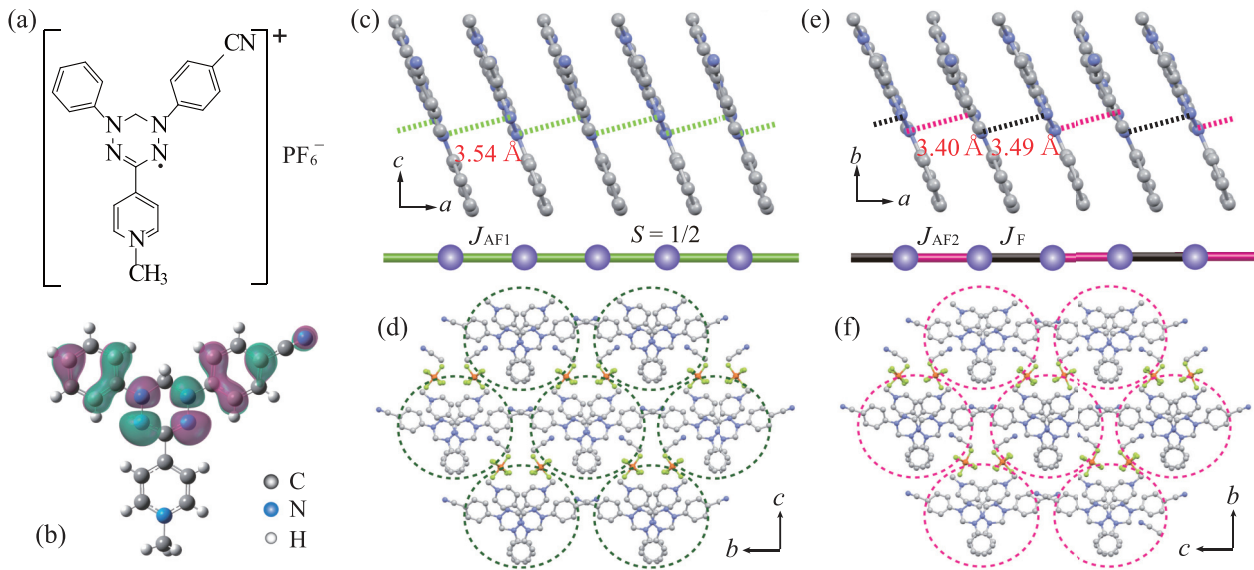 (a)
CN
+
N N
N N
•
PF6−
N
CH3
(b)
C
N
H
(c)
3.54 Å
c
a
JAF1 S = 1/2
(d)
c
b
(e)
3.40 Å 3.49 Å
b
a
JAF2 JF
(f)
b
c